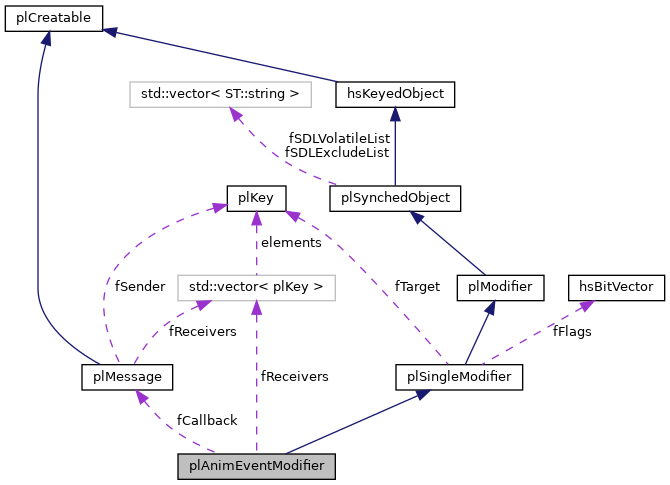 plCreatable
std::vector< ST::string >
hsKeyedObject
fSDLVolatileList
fSDLExcludeList
plKey
plSynchedObject
elements
fSender
std::vector< plKey >
fTarget
plModifier
hsBitVector
fReceivers
fFlags
plMessage
fReceivers
plSingleModifier
fCallback
plAnimEventModifier